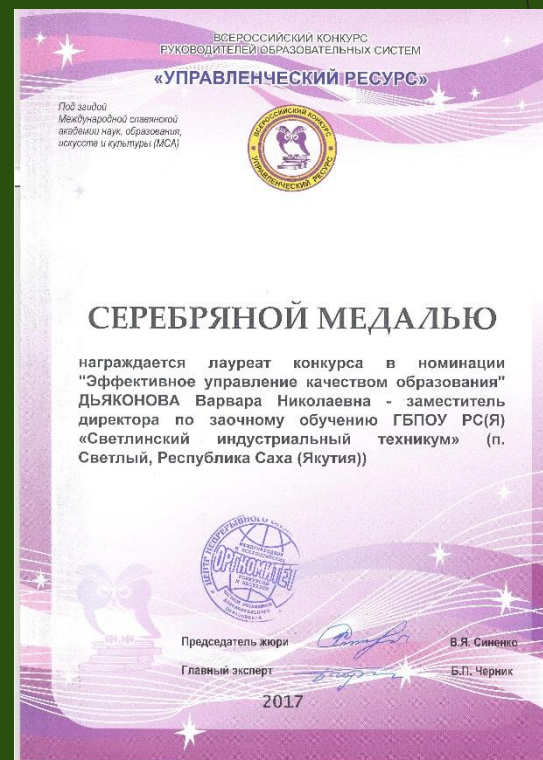 ВСЕРОССИЙСКИЙ КОНКУРС
РУКОВОДИТЕЛЕЙ ОБРАЗОВАТЕЛЬНЫХ СИСТЕМ
«УПРАВЛЕНЧЕСКИЙ РЕСУРС»
Под эгидой
Международной славянской
академии наук, образования,
искусств и культуры (МСА)
ВСЕРОССИЙСКИЙ КОНКУРС
УПРАВЛЕНЧЕСКИЙ РЕСУРС
СЕРЕБРЯНОЙ МЕДАЛЬЮ
награждается лауреат конкурса в номинации
"Эффективное управление качеством образования"
ДЬЯКОНОВА Варвара Николаевна - заместитель
директора по заочному обучению ГБПОУ РС(Я)
«Светлинский индустриальный техникум» (п.
Светлый, Республика Саха (Якутия))
ОРГКОМИТЕТ
Председатель жюри В.Я. Синенко
Главный эксперт Б.П. Черник
2017